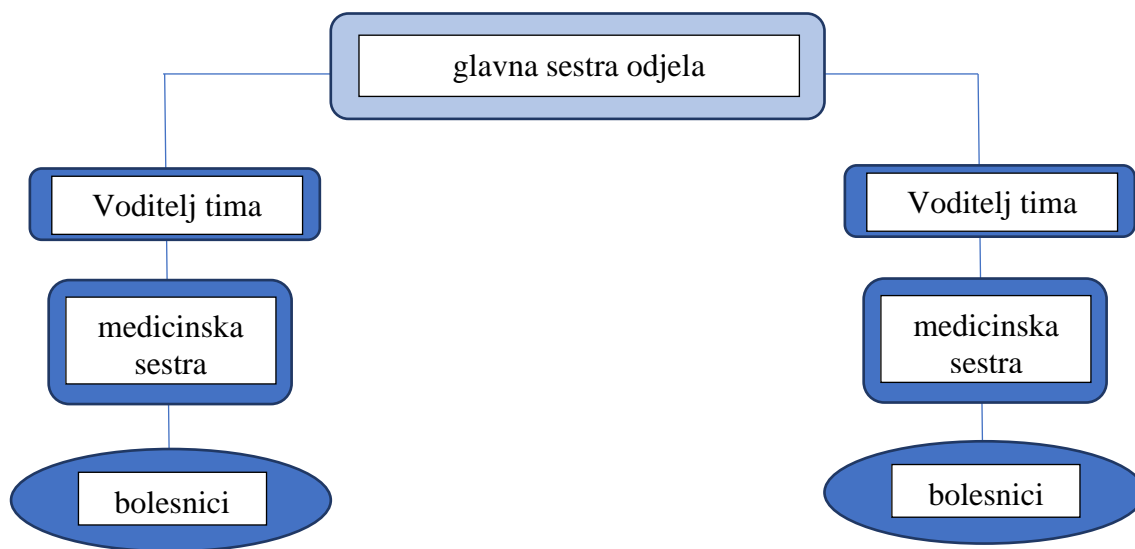 glavna sestra odjela
Voditelj tima
Voditelj tima
medicinska
sestra
medicinska
sestra
bolesnici
bolesnici